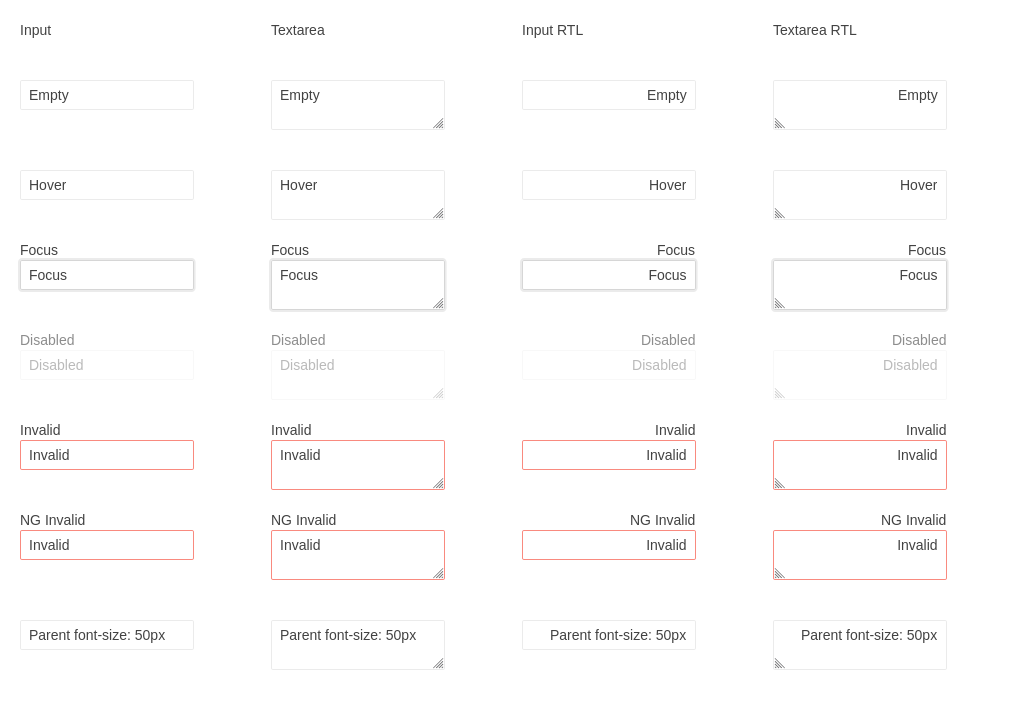 Input Textarea Input RTL Textarea RTL
Empty Empty Empty Empty
Hover Hover Hover Hover
Focus Focus Focus Focus
Focus Focus Focus Focus
Disabled Disabled Disabled Disabled
Disabled Disabled Disabled Disabled
Invalid Invalid Invalid Invalid
Invalid Invalid Invalid Invalid
NG Invalid NG Invalid NG Invalid NG Invalid
Invalid Invalid Invalid Invalid
Parent font-size: 50px Parent font-size: 50px Parent font-size: 50px Parent font-size: 50px